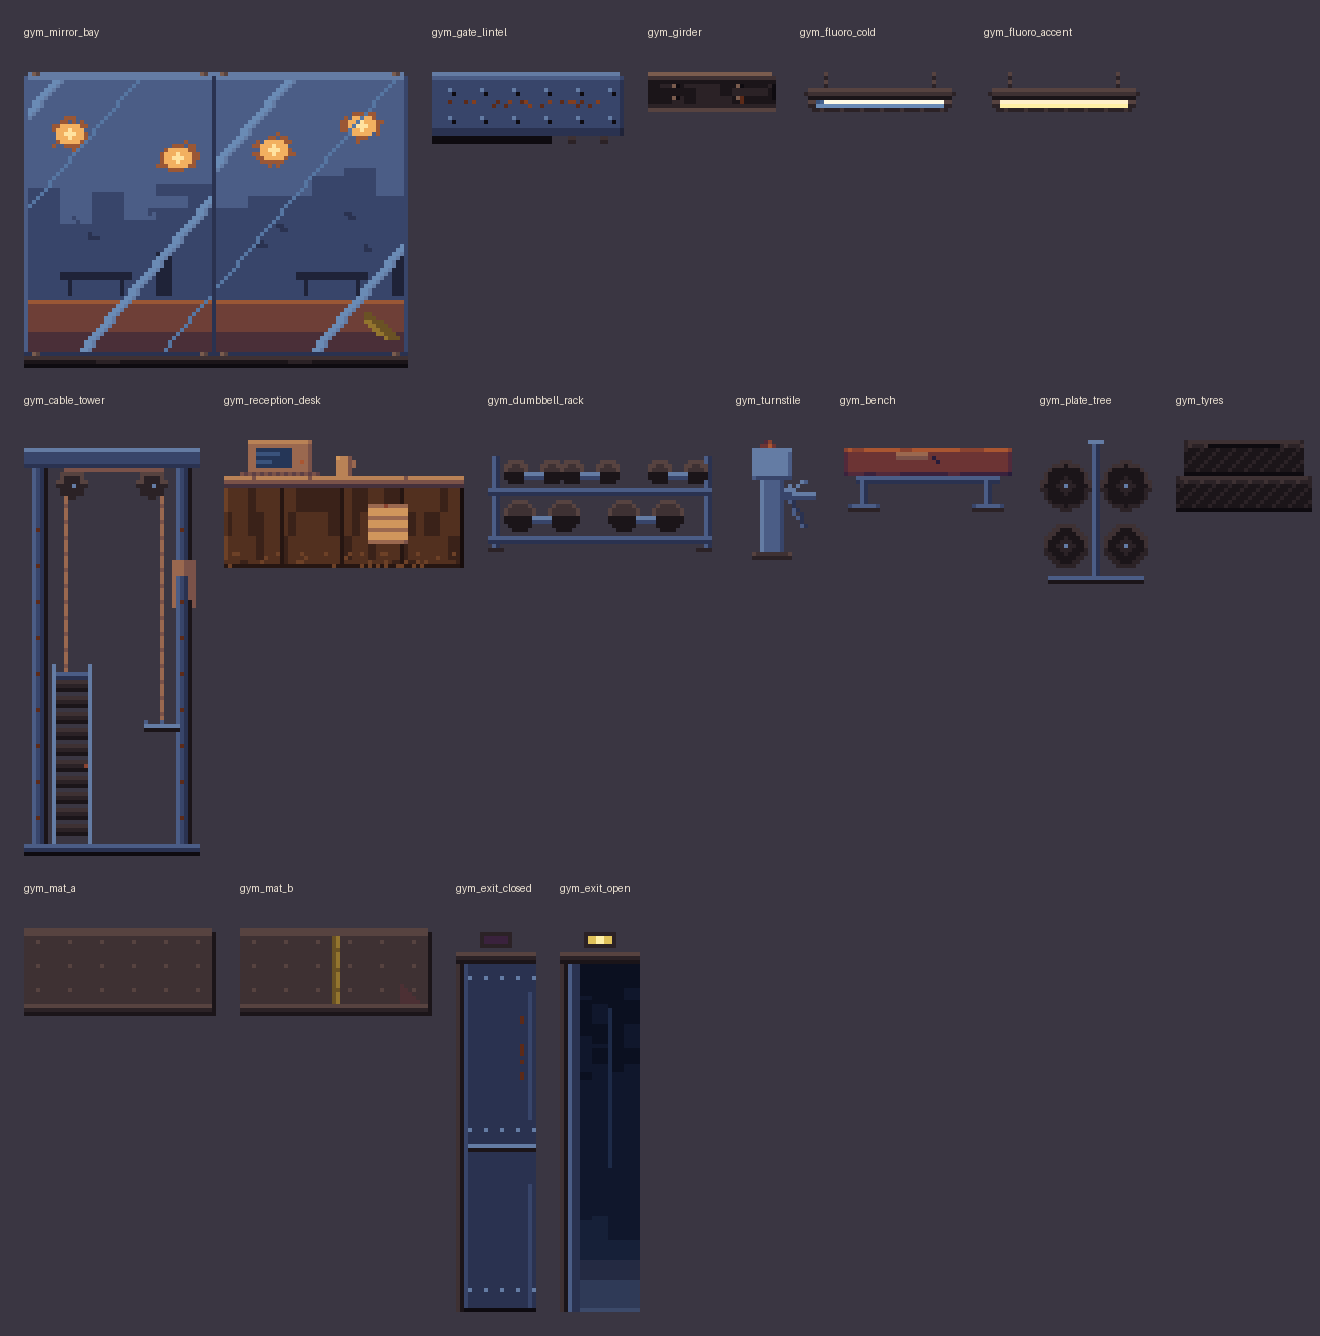 gym_mirror_bay
gym_gate_lintel
gym_girder
gym_fluoro_cold
gym_fluoro_accent
gym_cable_tower
gym_reception_desk
gym_dumbbell_rack
gym_turnstile
gym_bench
gym_plate_tree
gym_tyres
gym_mat_a
gym_mat_b
gym_exit_closed
gym_exit_open